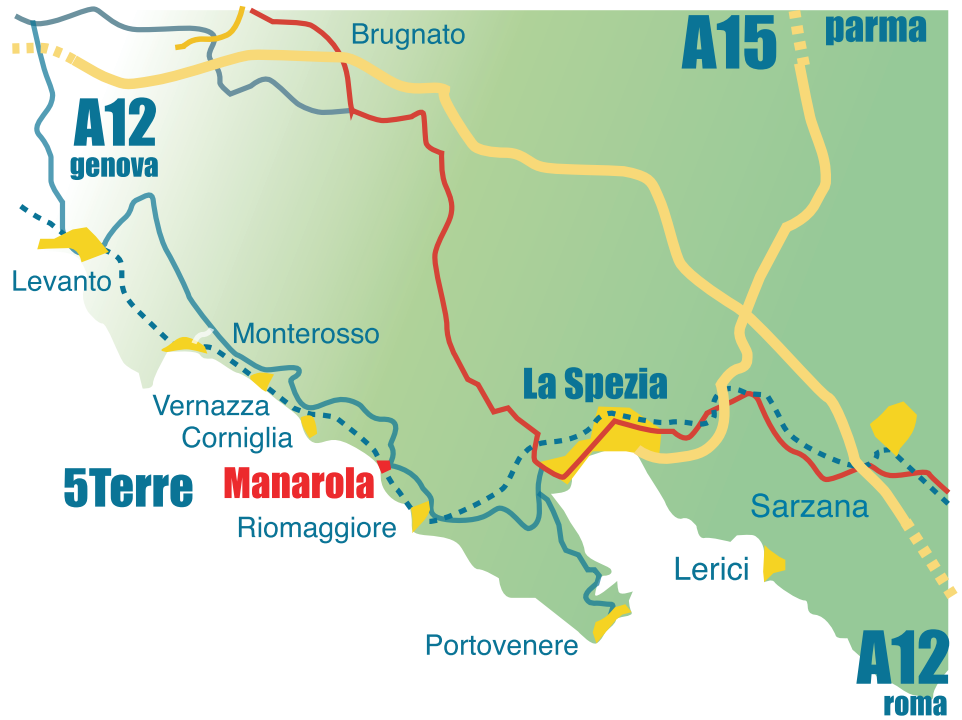 Brugnato
A15
parma
A12
genova
Levanto
Monterosso
La Spezia
Vernazza
Corniglia
5Terre
Manarola
Riomaggiore
Sarzana
Lerici
Portovenere
A12
roma